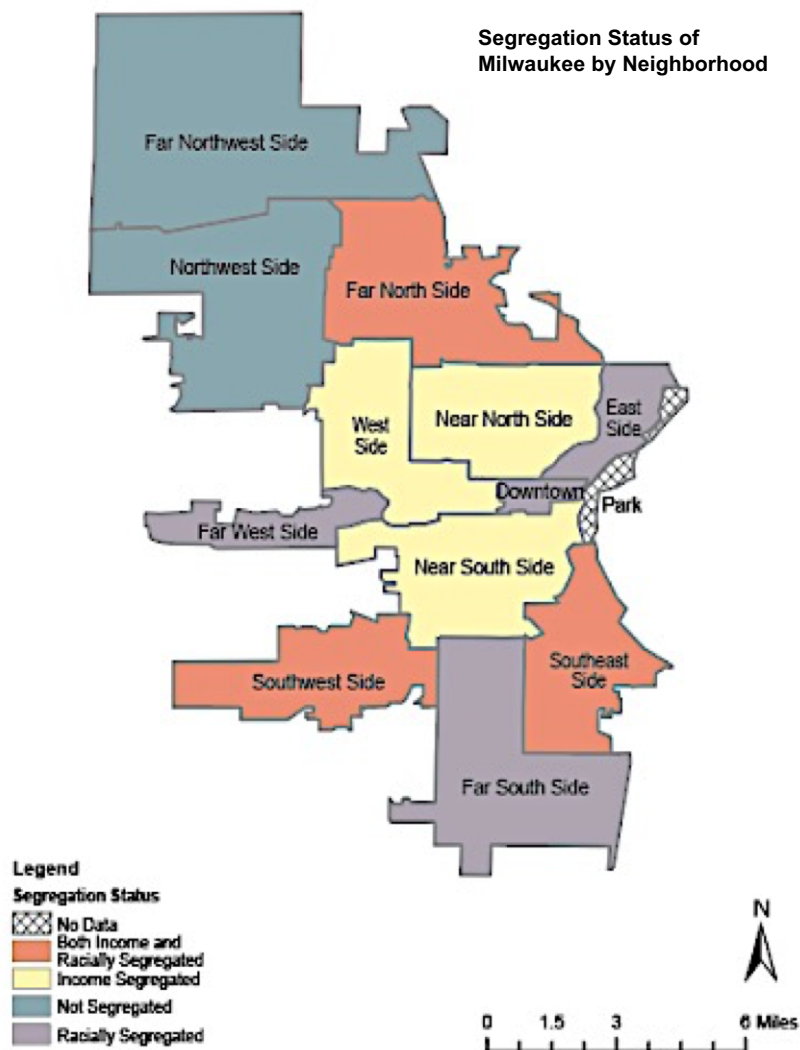 Segregation Status of
Milwaukee by Neighborhood
Far Northwest Side
Northwest Side
Far North Side
West
Side
Near North Side
East
Side
Downtown
Park
Far West Side
Near South Side
Southwest Side
Southeast
Side
Far South Side
Legend
Segregation Status
No Data
Both Income and
Racially Segregated
Income Segregated
Not Segregated
Racially Segregated
N
0 1.5 3 6 Miles